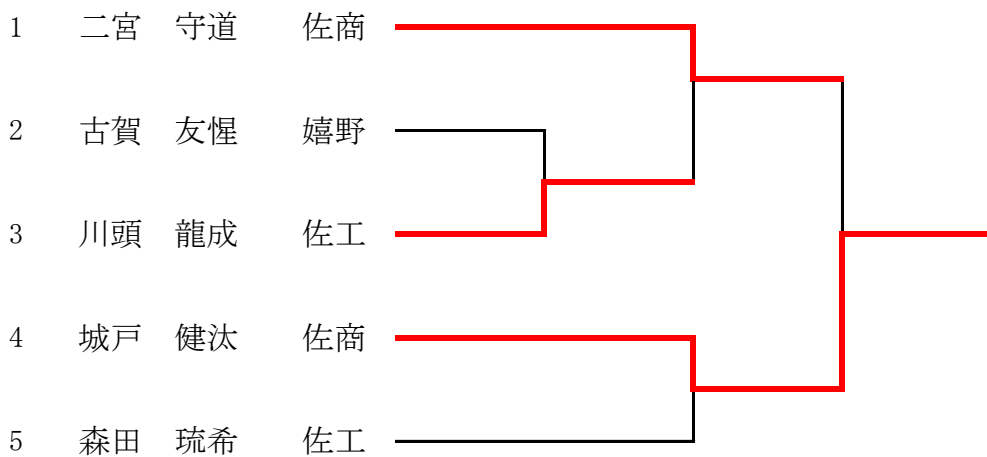 1 二宮 守道 佐商
2 古賀 友惺 嬉野
3 川頭 龍成 佐工
4 城戸 健汰 佐商
5 森田 琉希 佐工